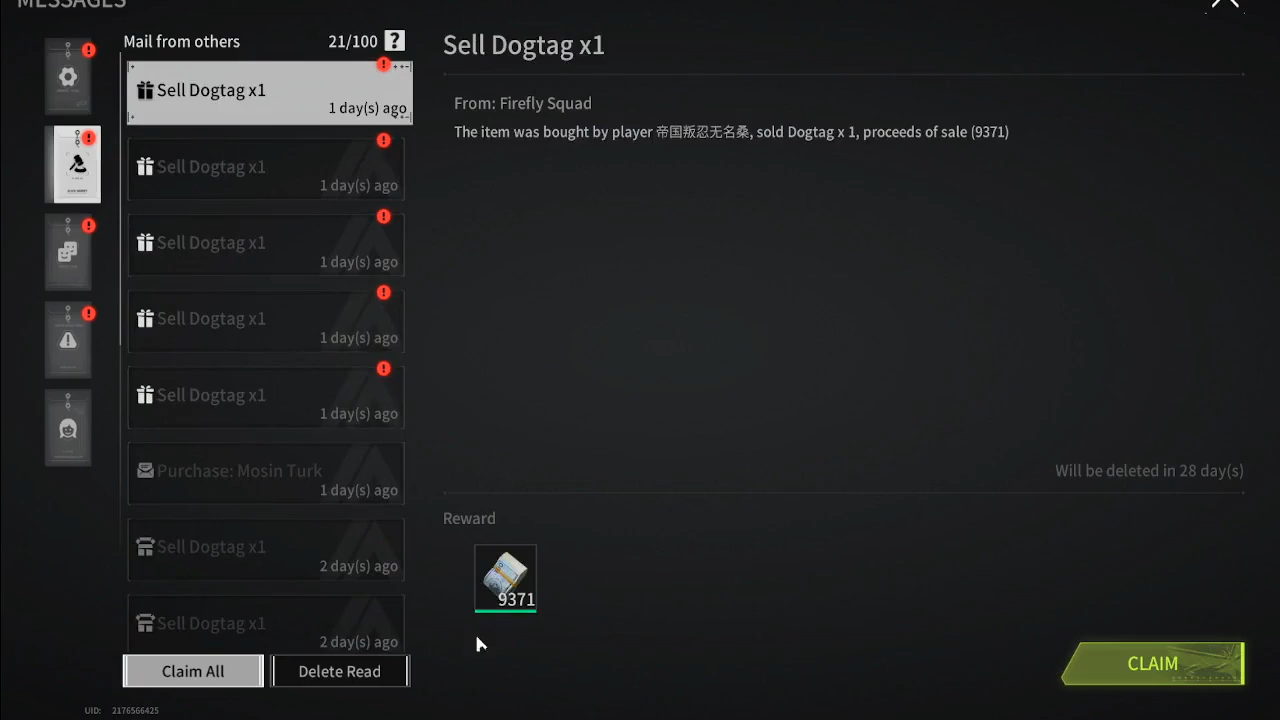 MESSAGES
Mail from others 21/100 ?
Sell Dogtag x1
1 day(s) ago
Sell Dogtag x1
1 day(s) ago
Sell Dogtag x1
1 day(s) ago
Sell Dogtag x1
1 day(s) ago
Sell Dogtag x1
1 day(s) ago
Purchase: Mosin Turk
1 day(s) ago
Sell Dogtag x1
2 day(s) ago
Sell Dogtag x1
2 day(s) ago
Claim All
Delete Read
UID: 2176566425
Sell Dogtag x1
From: Firefly Squad
The item was bought by player 帝国叛忍无名桑, sold Dogtag x 1, proceeds of sale (9371)
Will be deleted in 28 day(s)
Reward
9371
CLAIM